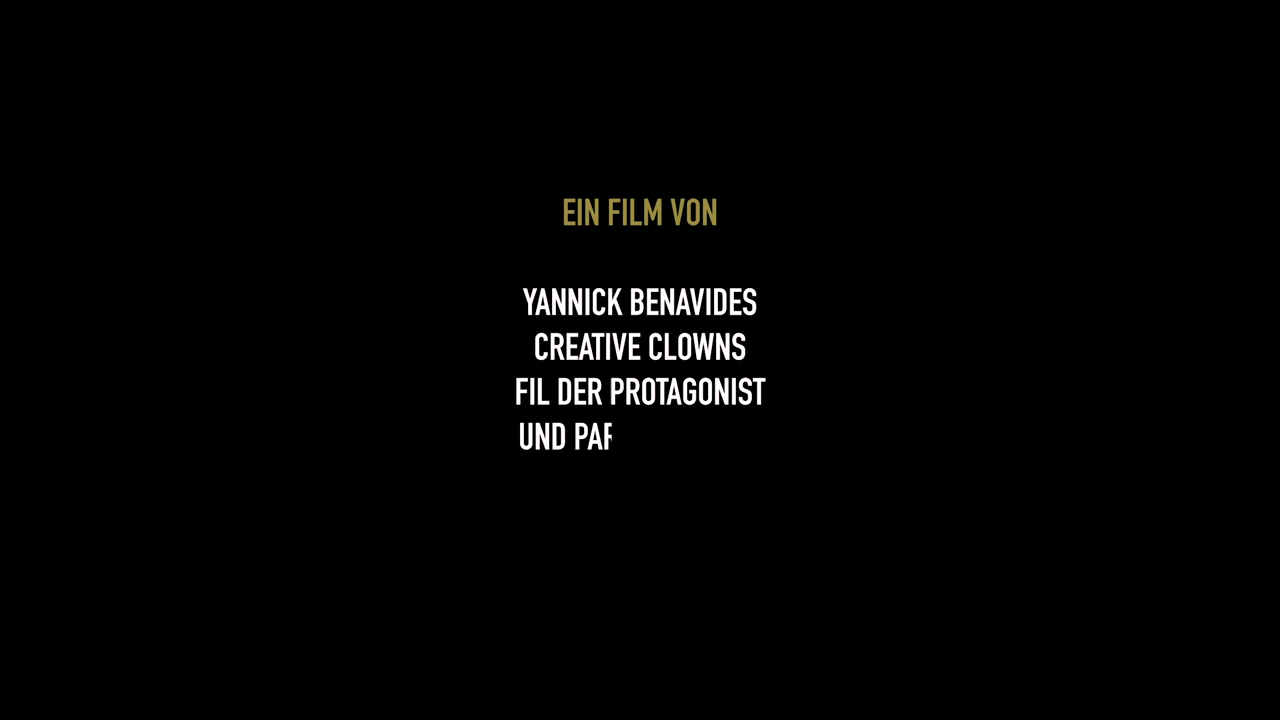 EIN FILM VON
YANNICK BENAVIDES
CREATIVE CLOWNS
FIL DER PROTAGONIST
UND